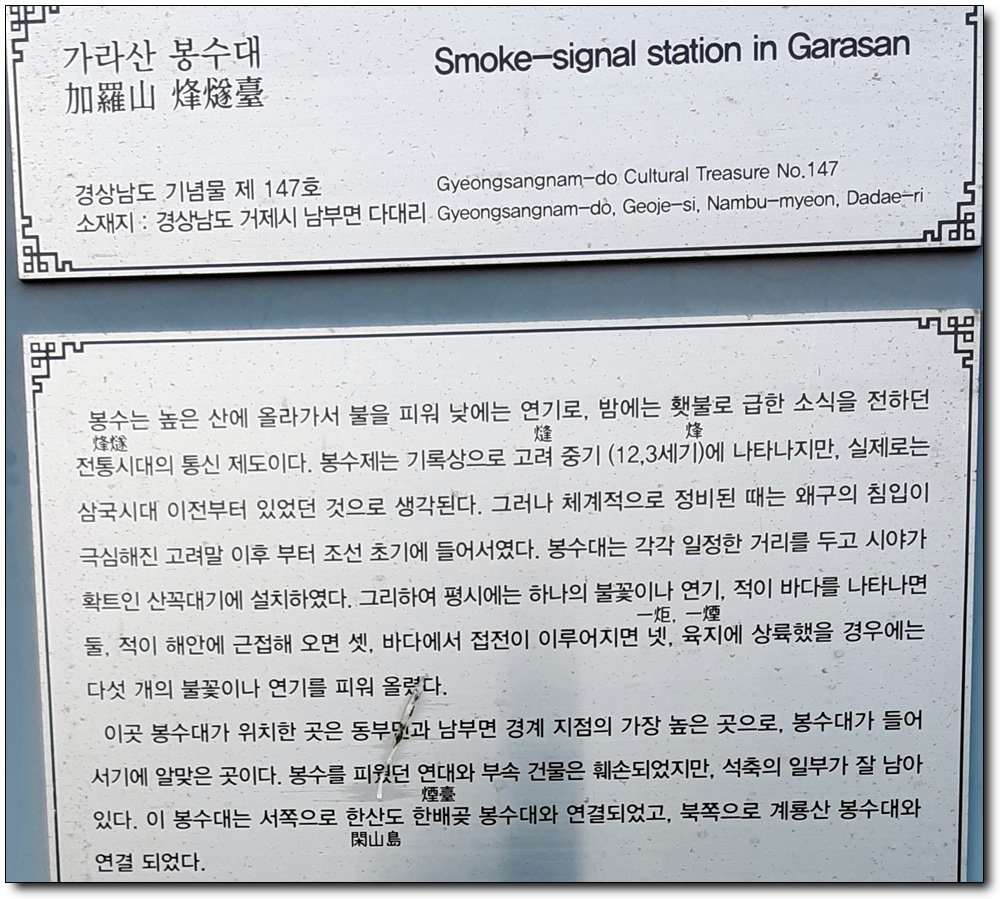 가라산 봉수대
加羅山 烽燧臺
Smoke-signal station in Garasan
경상남도 기념물 제 147호
소재지 : 경상남도 거제시 남부면 다대리
Gyeongsangnam-do Cultural Treasure No.147
Gyeongsangnam-do, Geoje-si, Nambu-myeon, Dadae-ri
봉수는 높은 산에 올라가서 불을 피워 낮에는 연기로, 밤에는 횃불로 급한 소식을 전하던
烽燧 㷭 烽
전통시대의 통신 제도이다. 봉수제는 기록상으로 고려 중기 (12,3세기)에 나타나지만, 실제로는
삼국시대 이전부터 있었던 것으로 생각된다. 그러나 체계적으로 정비된 때는 왜구의 침입이
극심해진 고려말 이후 부터 조선 초기에 들어서였다. 봉수대는 각각 일정한 거리를 두고 시야가
확트인 산꼭대기에 설치하였다. 그리하여 평시에는 하나의 불꽃이나 연기, 적이 바다를 나타나면
一炬, 一煙
둘, 적이 해안에 근접해 오면 셋, 바다에서 접전이 이루어지면 넷, 육지에 상륙했을 경우에는
다섯 개의 불꽃이나 연기를 피워 올렸다.
이곳 봉수대가 위치한 곳은 동부면과 남부면 경계 지점의 가장 높은 곳으로, 봉수대가 들어
서기에 알맞은 곳이다. 봉수를 피웠던 연대와 부속 건물은 훼손되었지만, 석축의 일부가 잘 남아
煙臺
있다. 이 봉수대는 서쪽으로 한산도 한배곶 봉수대와 연결되었고, 북쪽으로 계룡산 봉수대와
閑山島
연결 되었다.